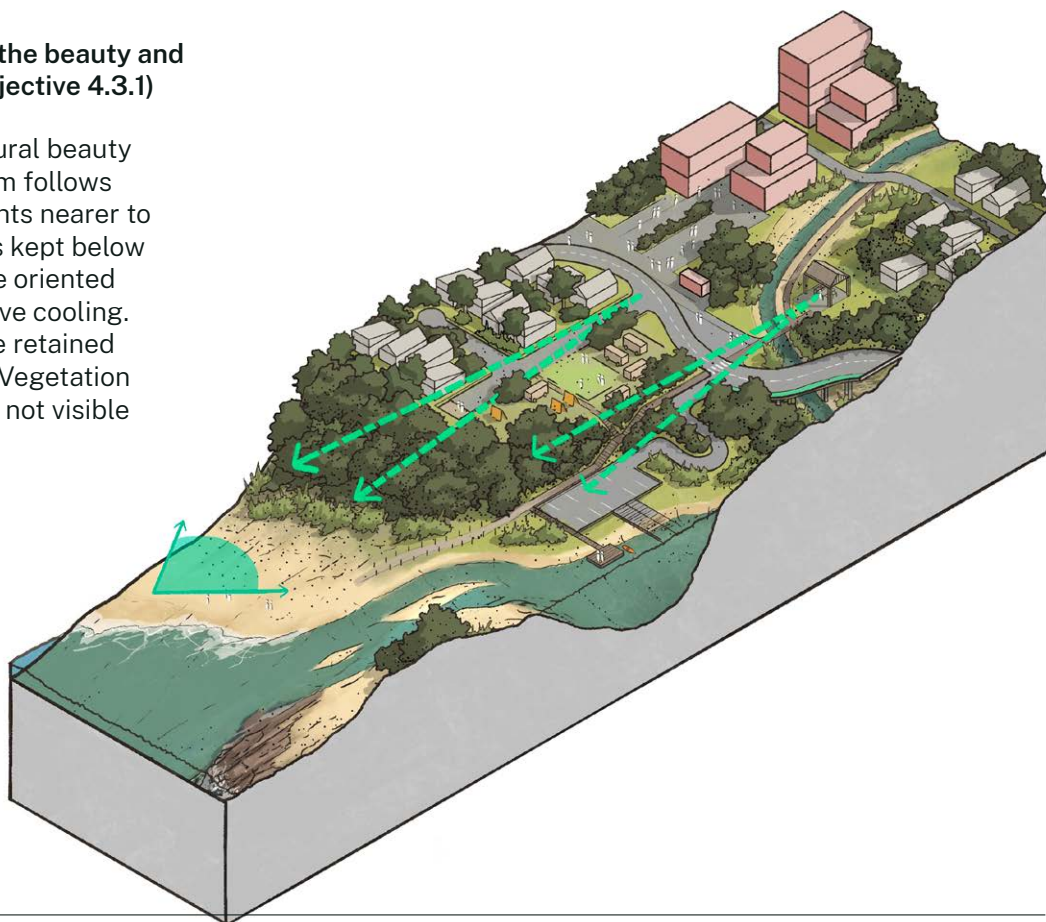 the beauty and
jective 4.3.1)
ural beauty
m follows
nts nearer to
s kept below
e oriented
ve cooling.
e retained
Vegetation
not visible